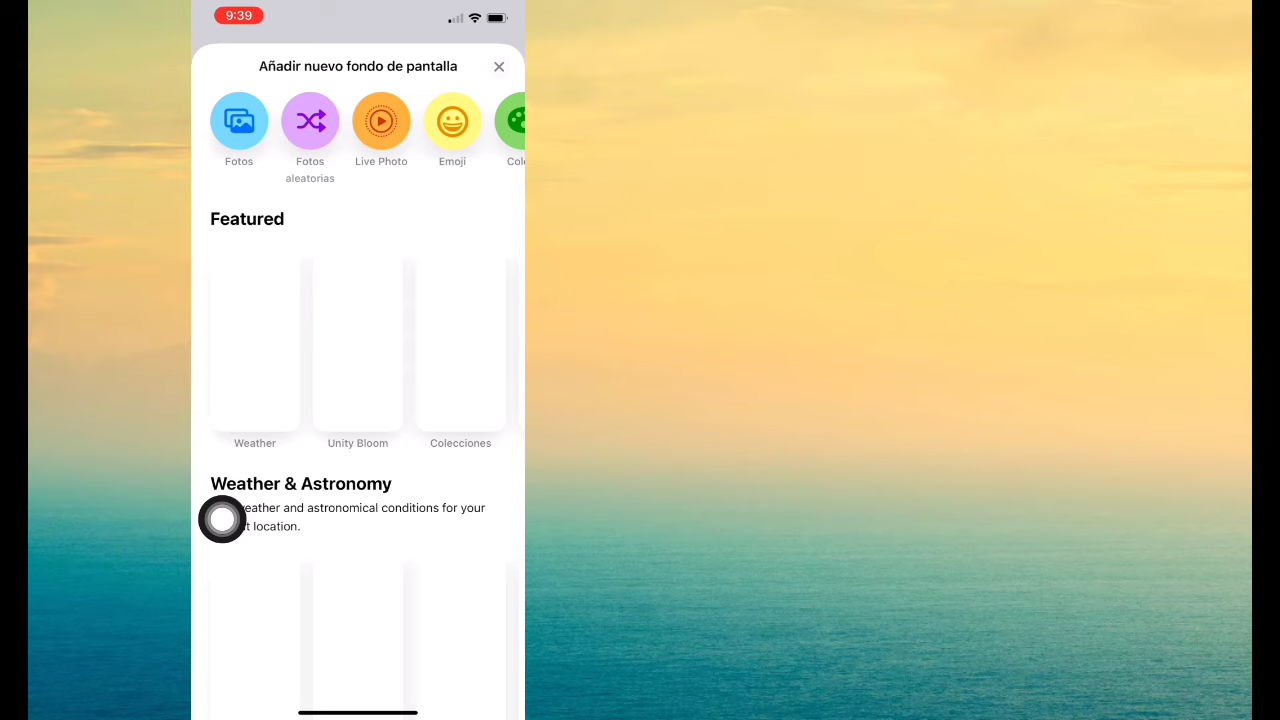 9:39
Añadir nuevo fondo de pantalla
Fotos
Fotos
aleatorias
Live Photo
Emoji
Featured
Weather
Unity Bloom
Colecciones
Weather & Astronomy
and astronomical conditions for your
location.